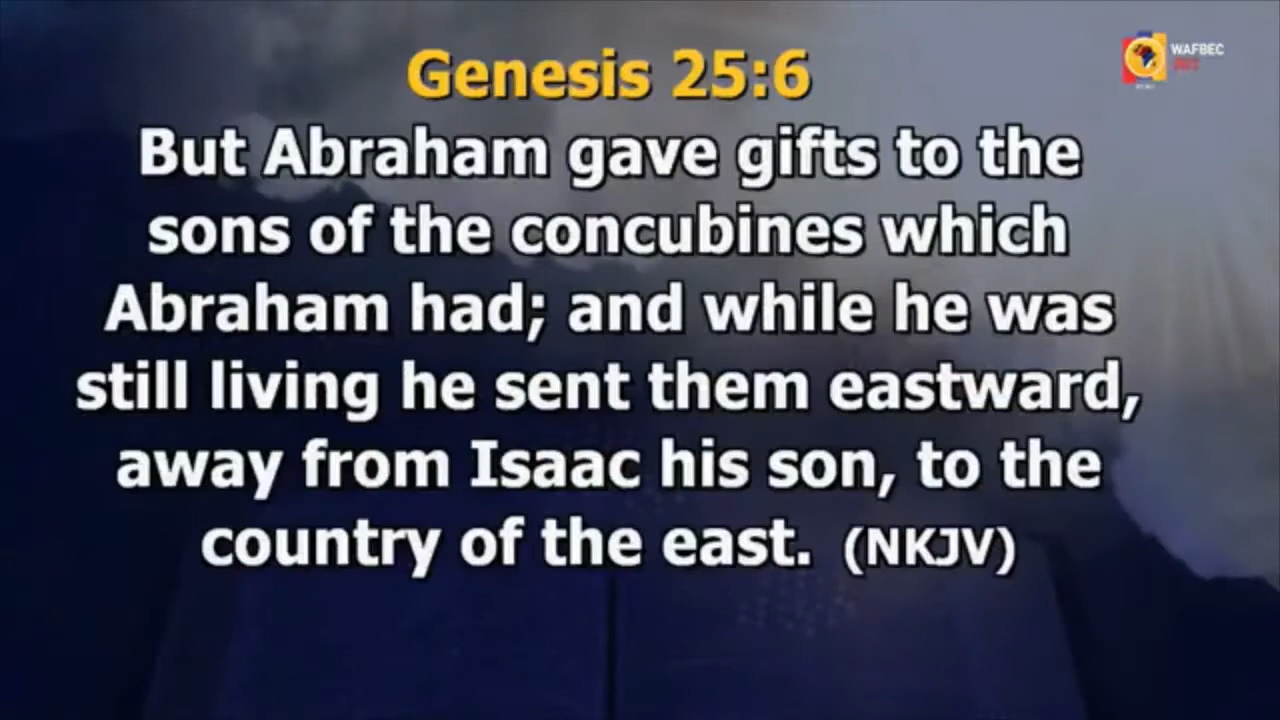 Genesis 25:6
WAFBEC
But Abraham gave gifts to the
sons of the concubines which
Abraham had; and while he was
still living he sent them eastward,
away from Isaac his son, to the
country of the east. (NKJV)